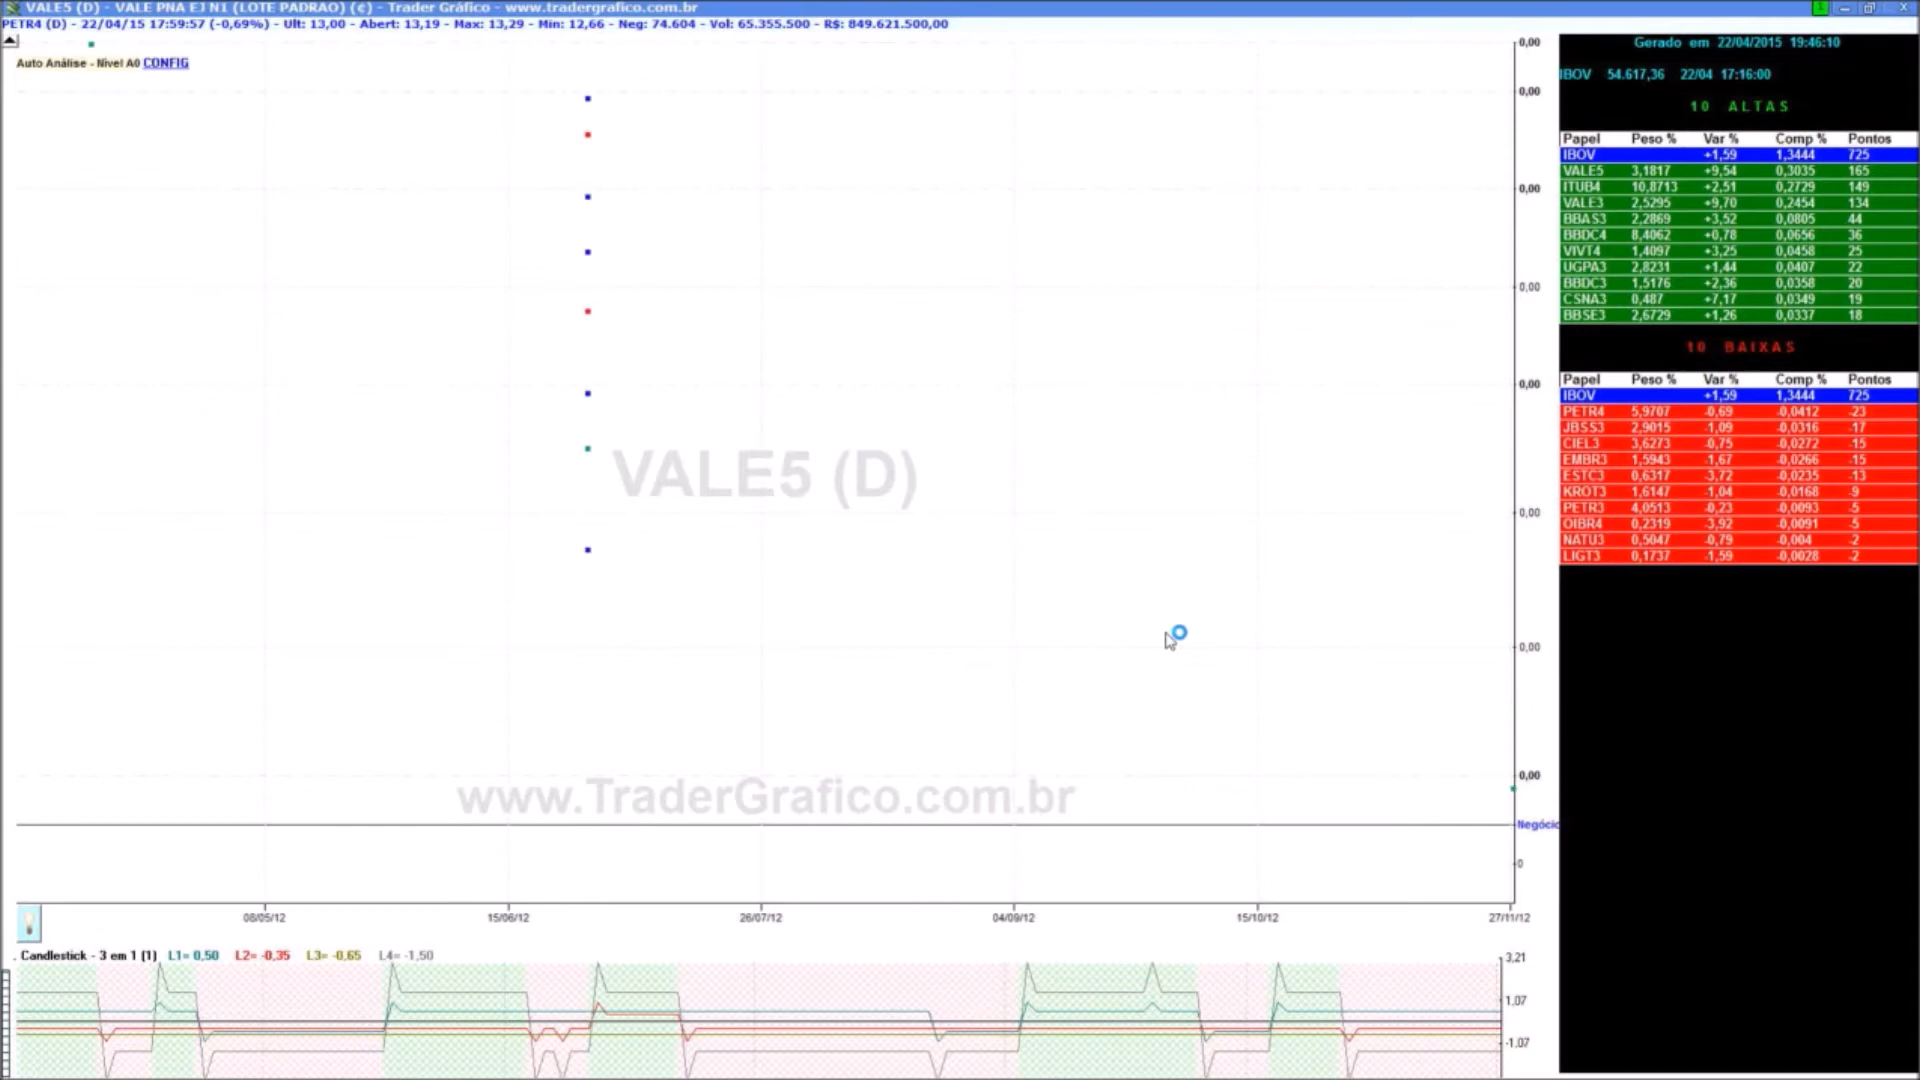 VALE5 (D) - VALE PNA EJ N1 (LOTE PADRAO) (¢) - Trader Gráfico - www.tradergrafico.com.br
PETR4 (D) - 22/04/15 17:59:57 (-0,69%) - Ult: 13,00 - Abert: 13,19 - Max: 13,29 - Min: 12,66 - Neg: 74.604 - Vol: 65.355.500 - R$: 849.621.500,00
Auto Análise - Nivel A0 CONFIG
0,00
0,00
0,00
0,00
0,00
0,00
0,00
0,00
VALE5 (D)
www.TraderGrafico.com.br
Negócio
0
08/05/12 15/06/12 26/07/12 04/09/12 15/10/12 27/11/12
. Candlestick - 3 em 1 (1) L1= 0,50 L2= -0,35 L3= -0,65 L4= -1,50
3,21
1,07
-1,07
Gerado em 22/04/2015 19:46:10
IBOV 54.617,36 22/04 17:16:00
10 ALTAS
Papel Peso % Var % Comp % Pontos
IBOV +1,59 1,3444 725
VALE5 3,1817 +9,54 0,3035 165
ITUB4 10,8713 +2,51 0,2729 149
VALE3 2,5295 +9,70 0,2454 134
BBAS3 2,2869 +3,52 0,0805 44
BBDC4 8,4062 +0,78 0,0656 36
VIVT4 1,4097 +3,25 0,0458 25
UGPA3 2,8231 +1,44 0,0407 22
BBDC3 1,5176 +2,36 0,0358 20
CSNA3 0,487 +7,17 0,0349 19
BBSE3 2,6729 +1,26 0,0337 18
10 BAIXAS
Papel Peso % Var % Comp % Pontos
IBOV +1,59 1,3444 725
PETR4 5,9707 -0,69 -0,0412 -23
JBSS3 2,9015 -1,09 -0,0316 -17
CIEL3 3,6273 -0,75 -0,0272 -15
EMBR3 1,5943 -1,67 -0,0266 -15
ESTC3 0,6317 -3,72 -0,0235 -13
KROT3 1,6147 -1,04 -0,0168 -9
PETR3 4,0513 -0,23 -0,0093 -5
OIBR4 0,2319 -3,92 -0,0091 -5
NATU3 0,5047 -0,79 -0,004 -2
LIGT3 0,1737 -1,59 -0,0028 -2